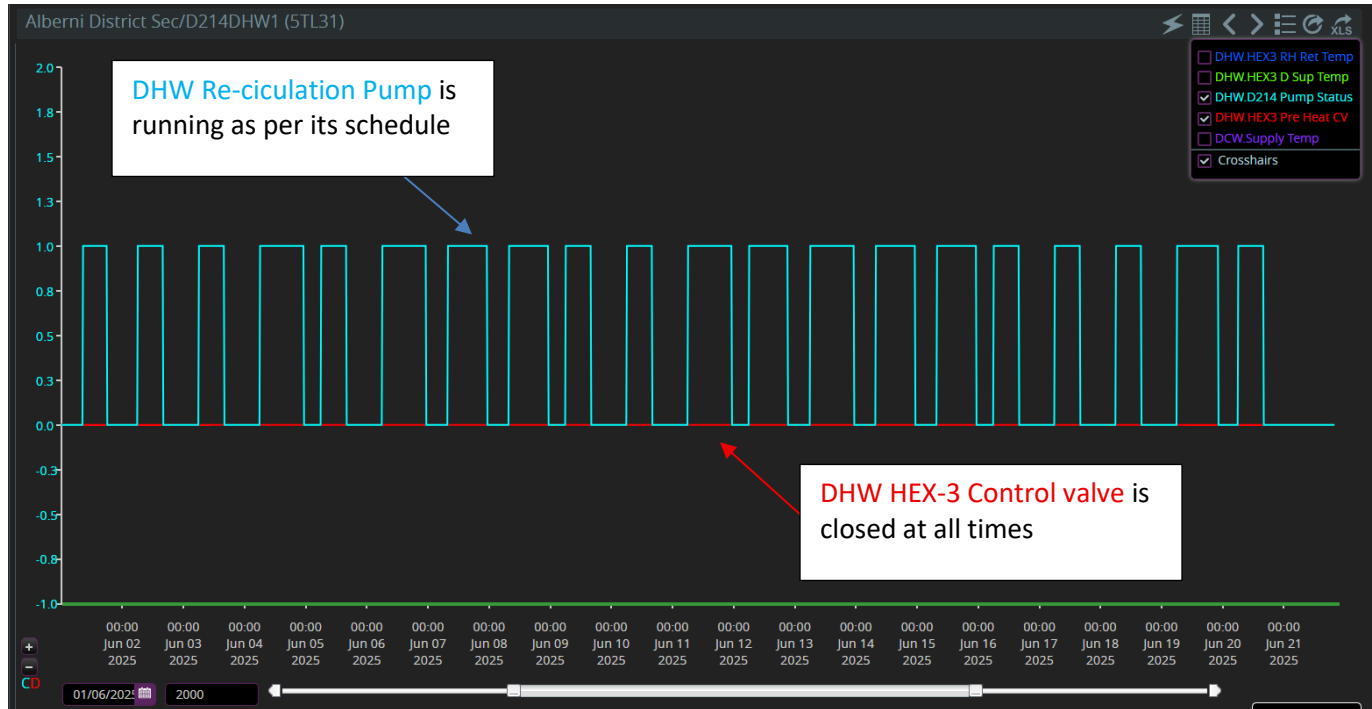 Alberni District Sec/D214DHW1 (5TL31)
XLS
DHW.HEX3 RH Ret Temp
DHW.HEX3 D Sup Temp
DHW.D214 Pump Status
DHW.HEX3 Pre Heat CV
DCW.Supply Temp
Crosshairs
DHW Re-ciculation Pump is
running as per its schedule
2.0
1.8
1.5
1.3
1.0
0.8
0.5
0.3
0.0
-0.3
-0.5
-0.8
-1.0
DHW HEX-3 Control valve is
closed at all times
00:00 00:00 00:00 00:00 00:00 00:00 00:00 00:00 00:00 00:00 00:00 00:00 00:00 00:00 00:00 00:00 00:00 00:00 00:00 00:00
Jun 02 Jun 03 Jun 04 Jun 05 Jun 06 Jun 07 Jun 08 Jun 09 Jun 10 Jun 11 Jun 12 Jun 13 Jun 14 Jun 15 Jun 16 Jun 17 Jun 18 Jun 19 Jun 20 Jun 21
2025 2025 2025 2025 2025 2025 2025 2025 2025 2025 2025 2025 2025 2025 2025 2025 2025 2025 2025 2025
+
-
CD
01/06/2025 2000